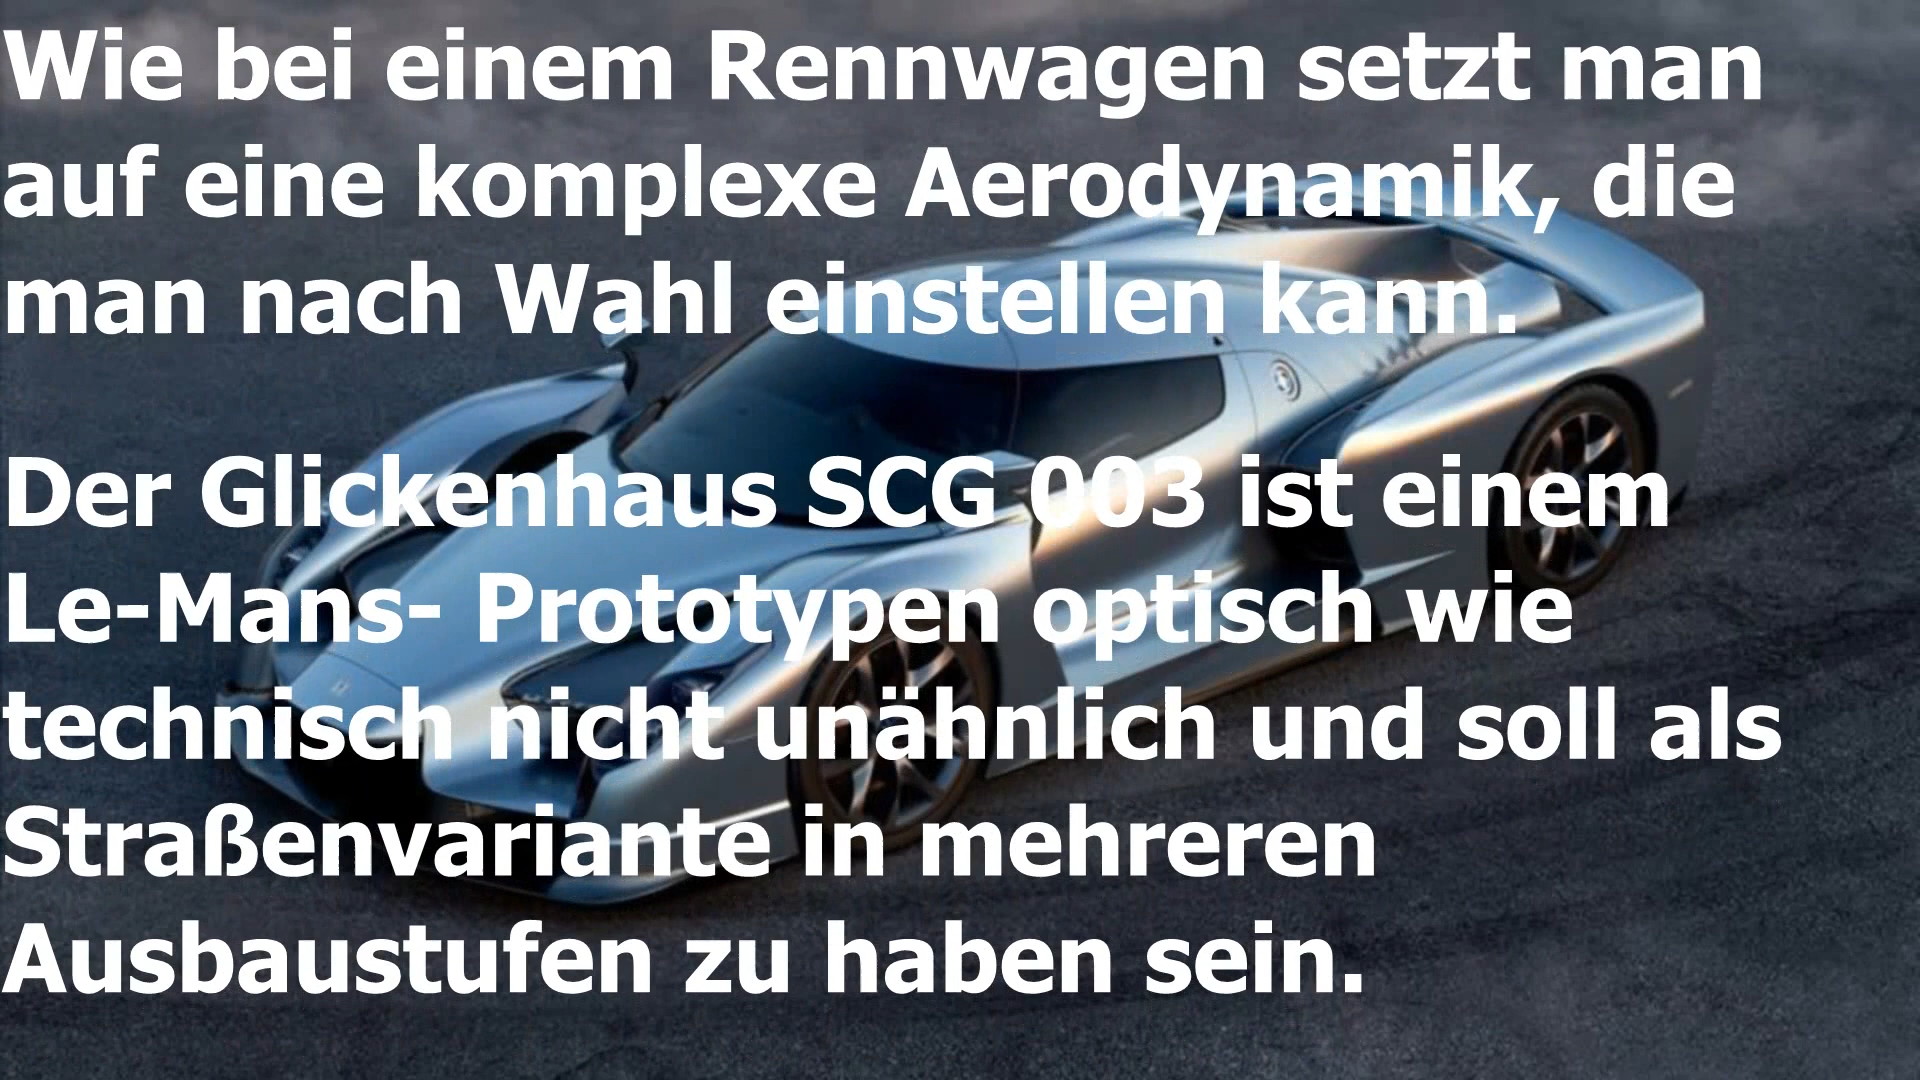 Wie bei einem Rennwagen setzt man
auf eine komplexe Aerodynamik, die
man nach Wahl einstellen kann.
Der Glickenhaus SCG 003 ist einem
Le-Mans- Prototypen optisch wie
technisch nicht unähnlich und soll als
Straßenvariante in mehreren
Ausbaustufen zu haben sein.